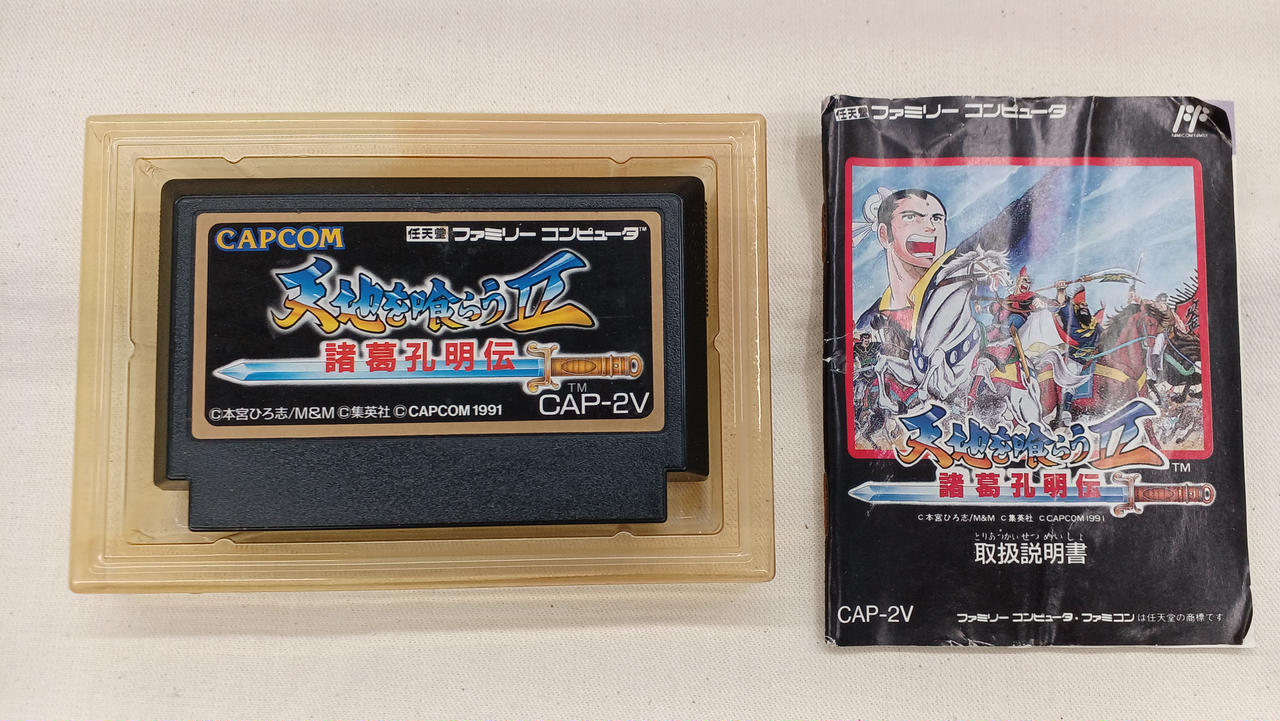 CAPCOM
任天堂 ファミリー コンピュータ™
天地を喰らうII
諸葛孔明伝
TM
©本宮ひろ志/M&M ©集英社 ©CAPCOM 1991
CAP-2V
任天堂 ファミリー コンピュータ
FAMICOM FAMILY
天地を喰らうII
TM
諸葛孔明伝
©本宮ひろ志/M&M ©集英社 ©CAPCOM 1991
とりあつかいせつめいしょ
取扱説明書
CAP-2V
ファミリー コンピュータ・ファミコンは任天堂の商標です